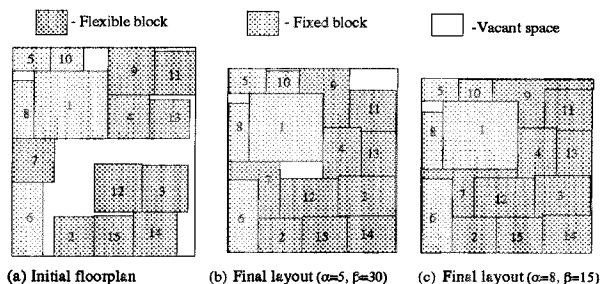 - Flexible block
- Fixed block
-Vacant space
5 10 9 11
8 1 4 13
7
12 3
6
2 15 14
5 10 9
11
8 1
4 13
7
12 3
6
2 15 14
5 10 9
11
8 1
4 13
7 12 3
6
2 15 14
(a) Initial floorplan
(b) Final layout (α=5, β=30)
(c) Final layout (α=8, β=15)